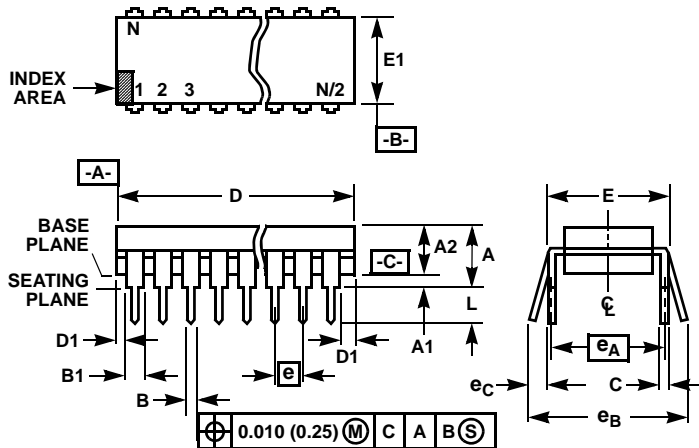 N
E1
INDEX
AREA
1 2 3 N/2
-B-
-A-
D
E
BASE
PLANE
A2
A
-C-
SEATING
PLANE
L
C L
D1
A1
D1
e
eA
B1
eC
C
B
eB
0.010 (0.25) Ⓜ C A B Ⓢ